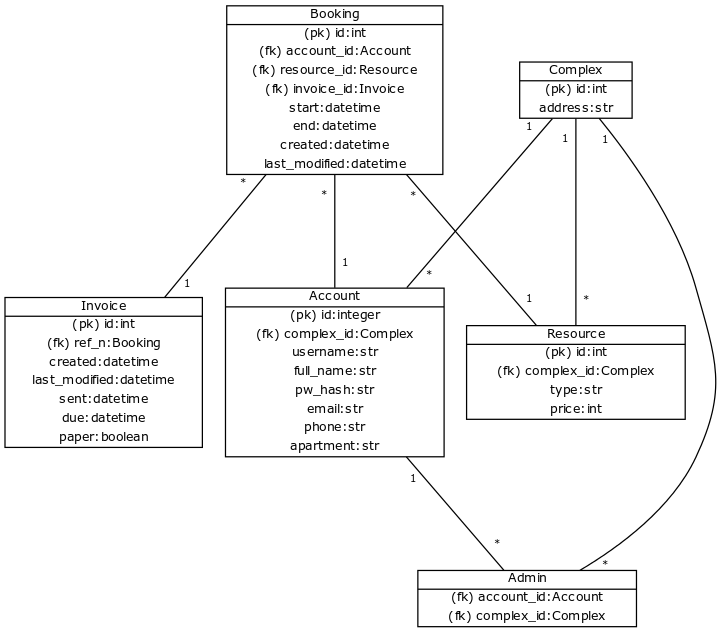 Booking
(pk) id:int
(fk) account_id:Account
(fk) resource_id:Resource
(fk) invoice_id:Invoice
start:datetime
end:datetime
created:datetime
last_modified:datetime
Complex
(pk) id:int
address:str
* * *
1 1 1
1 1 * 1 *
Invoice
(pk) id:int
(fk) ref_n:Booking
created:datetime
last_modified:datetime
sent:datetime
due:datetime
paper:boolean
Account
(pk) id:integer
(fk) complex_id:Complex
username:str
full_name:str
pw_hash:str
email:str
phone:str
apartment:str
Resource
(pk) id:int
(fk) complex_id:Complex
type:str
price:int
1
* *
Admin
(fk) account_id:Account
(fk) complex_id:Complex